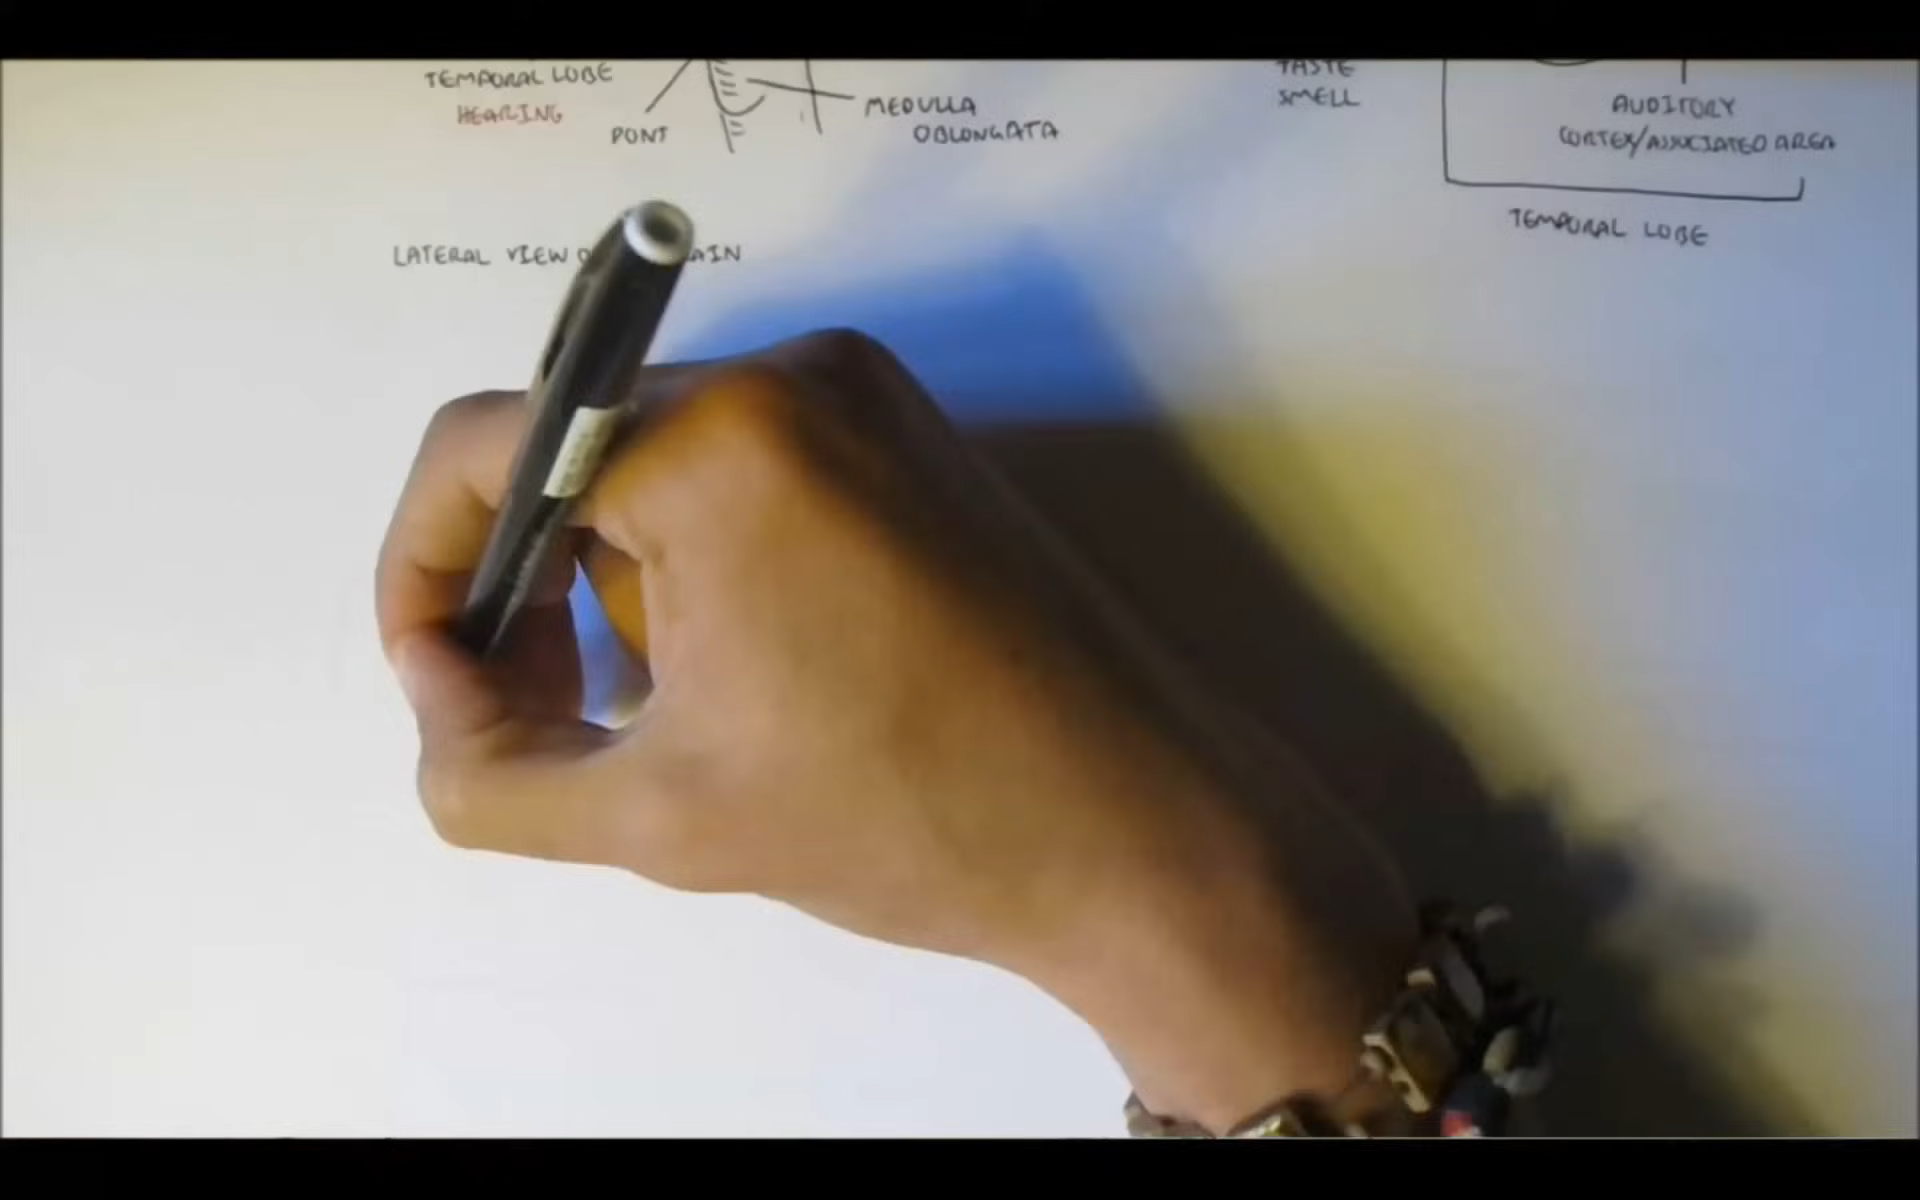 TEMPORAL LOBE
HEARING
PONT
MEDULLA
OBLONGATA
TASTE
SMELL
AUDITORY
CORTEX/ASSOCIATED AREA
TEMPORAL LOBE
LATERAL VIEW